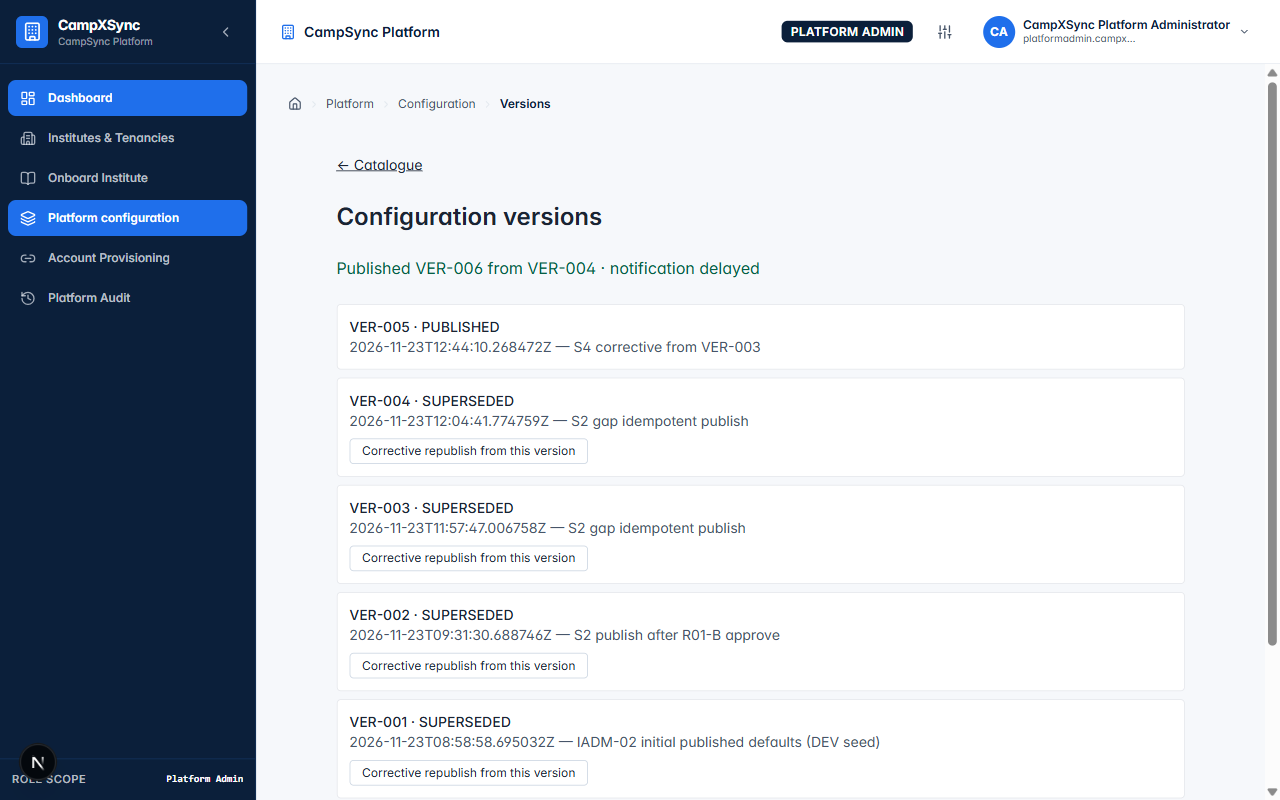 CampXSync
CampSync Platform
Dashboard
Institutes & Tenancies
Onboard Institute
Platform configuration
Account Provisioning
Platform Audit
N
ROLE SCOPE
Platform Admin
CampSync Platform
PLATFORM ADMIN
CA
CampXSync Platform Administrator
platformadmin.campx...
Platform
Configuration
Versions
← Catalogue
Configuration versions
Published VER-006 from VER-004 · notification delayed
VER-005 · PUBLISHED
2026-11-23T12:44:10.268472Z — S4 corrective from VER-003
VER-004 · SUPERSEDED
2026-11-23T12:04:41.774759Z — S2 gap idempotent publish
Corrective republish from this version
VER-003 · SUPERSEDED
2026-11-23T11:57:47.006758Z — S2 gap idempotent publish
Corrective republish from this version
VER-002 · SUPERSEDED
2026-11-23T09:31:30.688746Z — S2 publish after R01-B approve
Corrective republish from this version
VER-001 · SUPERSEDED
2026-11-23T08:58:58.695032Z — IADM-02 initial published defaults (DEV seed)
Corrective republish from this version